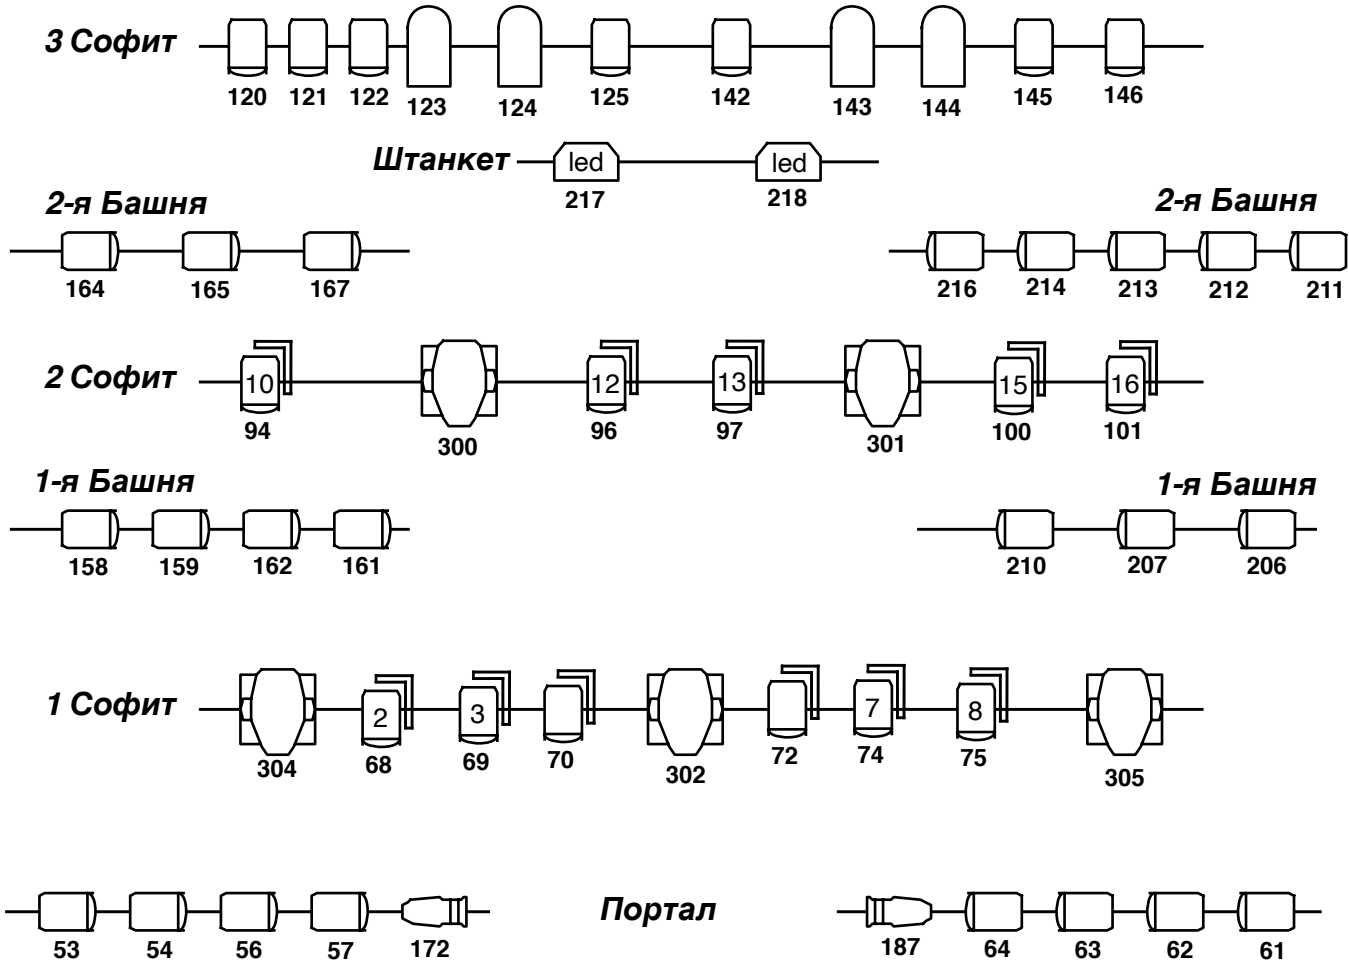 3 Софит
120 121 122 123 124 125 142 143 144 145 146
Штанкет led led
217 218
2-я Башня 2-я Башня
164 165 167 216 214 213 212 211
2 Софит 10 12 13 15 16
94 300 96 97 301 100 101
1-я Башня 1-я Башня
158 159 162 161 210 207 206
1 Софит 2 3 7 8
304 68 69 70 302 72 74 75 305
Портал
53 54 56 57 172 187 64 63 62 61